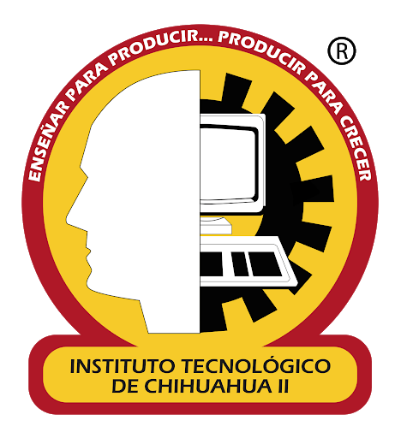 ENSEÑAR PARA PRODUCIR... PRODUCIR PARA CRECER
®
INSTITUTO TECNOLÓGICO
DE CHIHUAHUA II